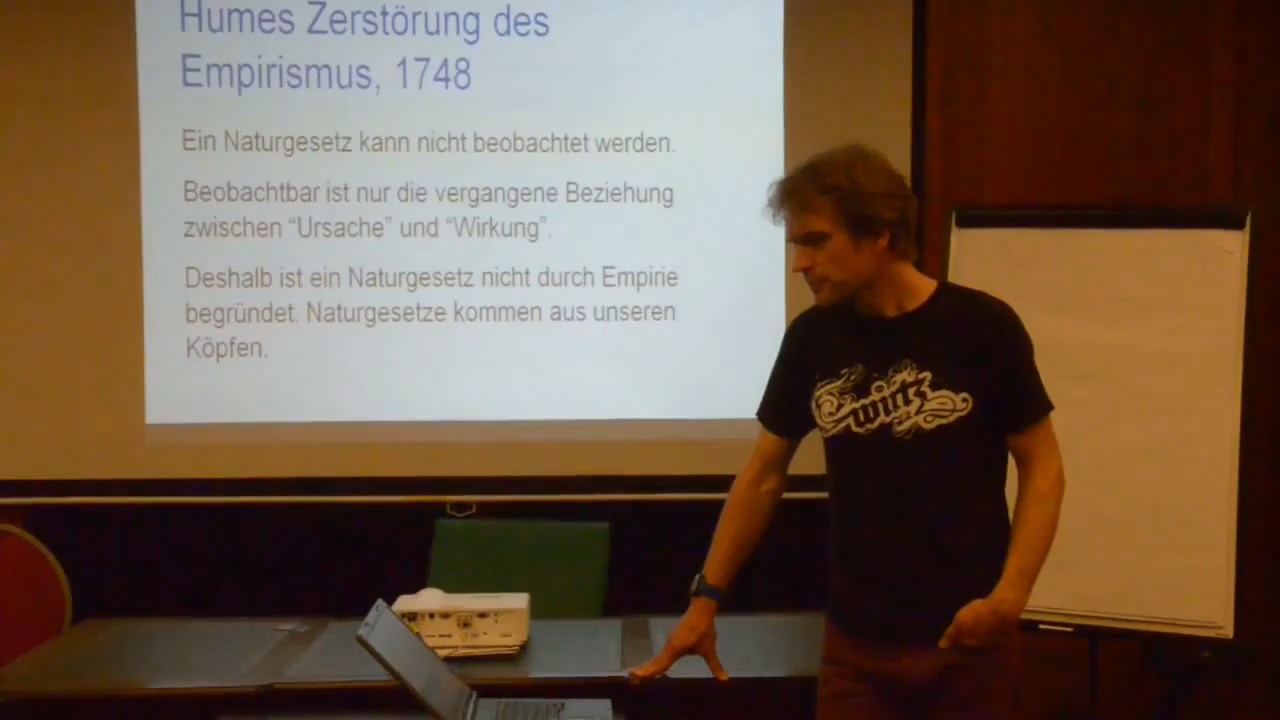 Humes Zerstörung des
Empirismus, 1748
Ein Naturgesetz kann nicht beobachtet werden.
Beobachtbar ist nur die vergangene Beziehung
zwischen “Ursache” und “Wirkung”.
Deshalb ist ein Naturgesetz nicht durch Empirie
begründet. Naturgesetze kommen aus unseren
Köpfen.